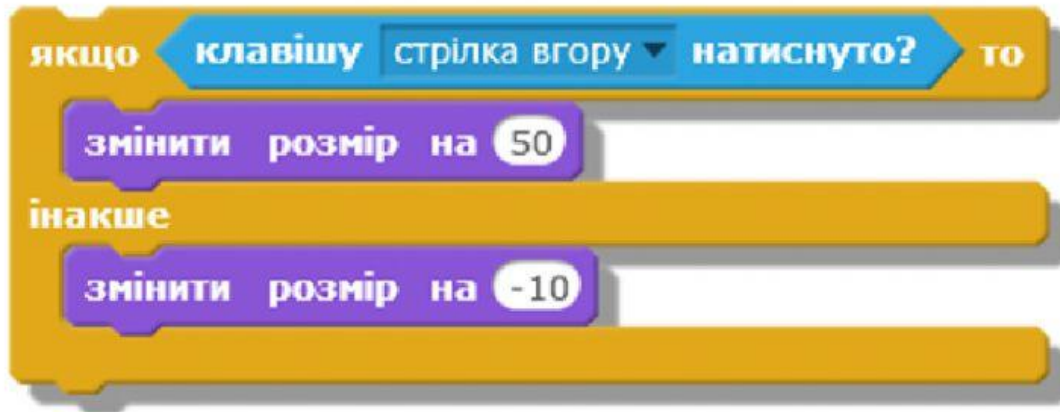 якщо клавішу стрілка вгору натиснуто? то
змінити розмір на 50
інакше
змінити розмір на -10